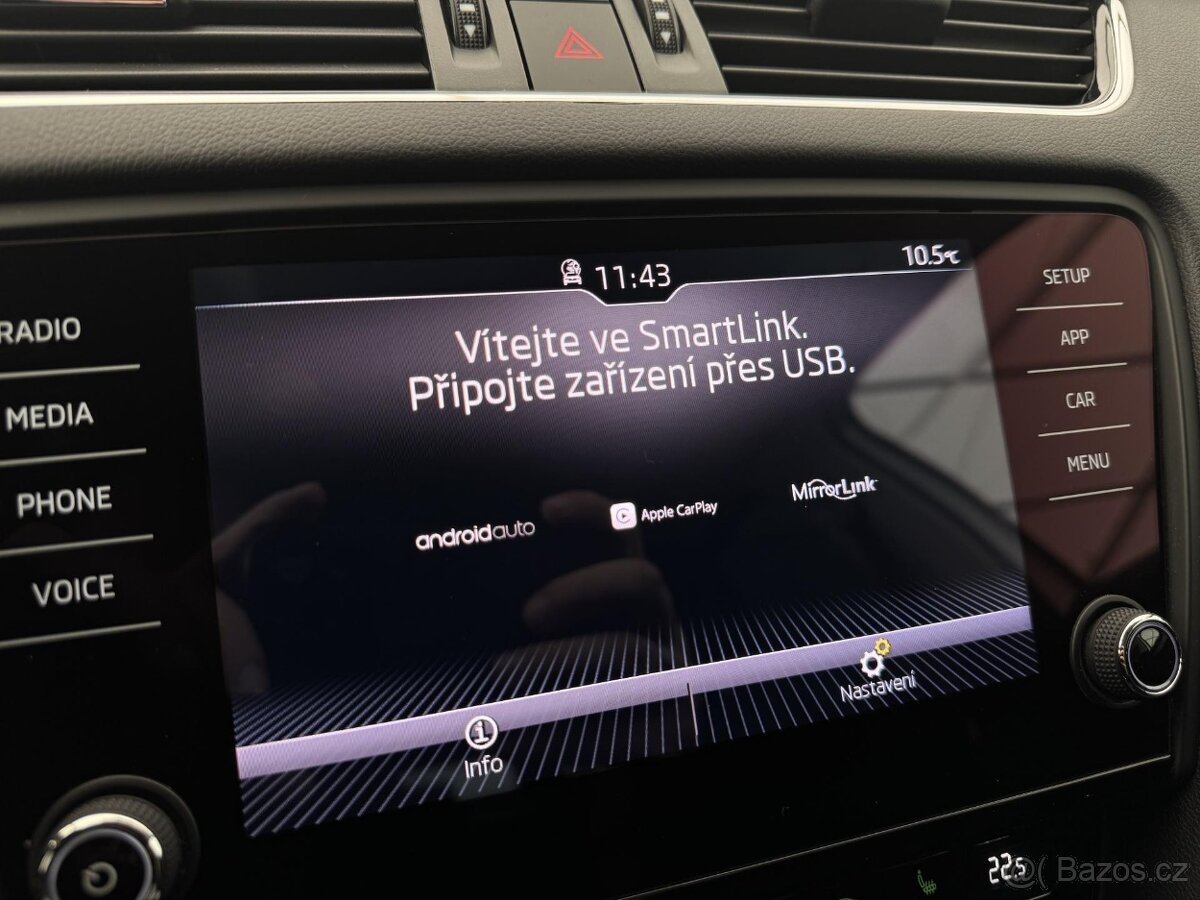 11:43
10.5°C
Vítejte ve SmartLink.
Připojte zařízení přes USB.
RADIO
MEDIA
PHONE
VOICE
SETUP
APP
CAR
MENU
androidauto
Apple CarPlay
MirrorLink
Info
Nastavení
22.5
Bazos.cz